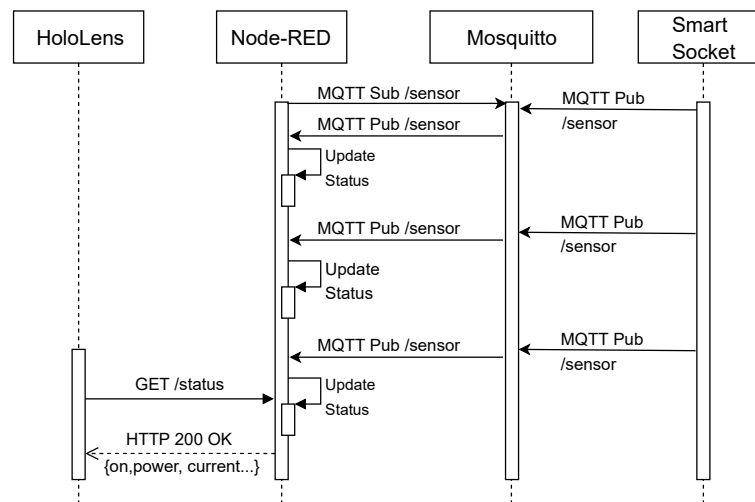 HoloLens
Node-RED
Mosquitto
Smart
Socket
MQTT Sub /sensor
MQTT Pub
/sensor
MQTT Pub /sensor
Update
Status
MQTT Pub /sensor
MQTT Pub
/sensor
Update
Status
MQTT Pub /sensor
MQTT Pub
/sensor
GET /status
Update
Status
HTTP 200 OK
{on,power, current...}